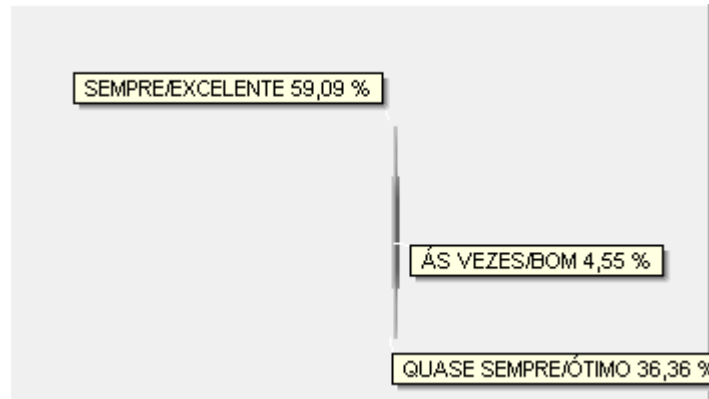 SEMPRE/EXCELENTE 59,09 %
ÁS VEZES/BOM 4,55 %
QUASE SEMPRE/ÓTIMO 36,36 %